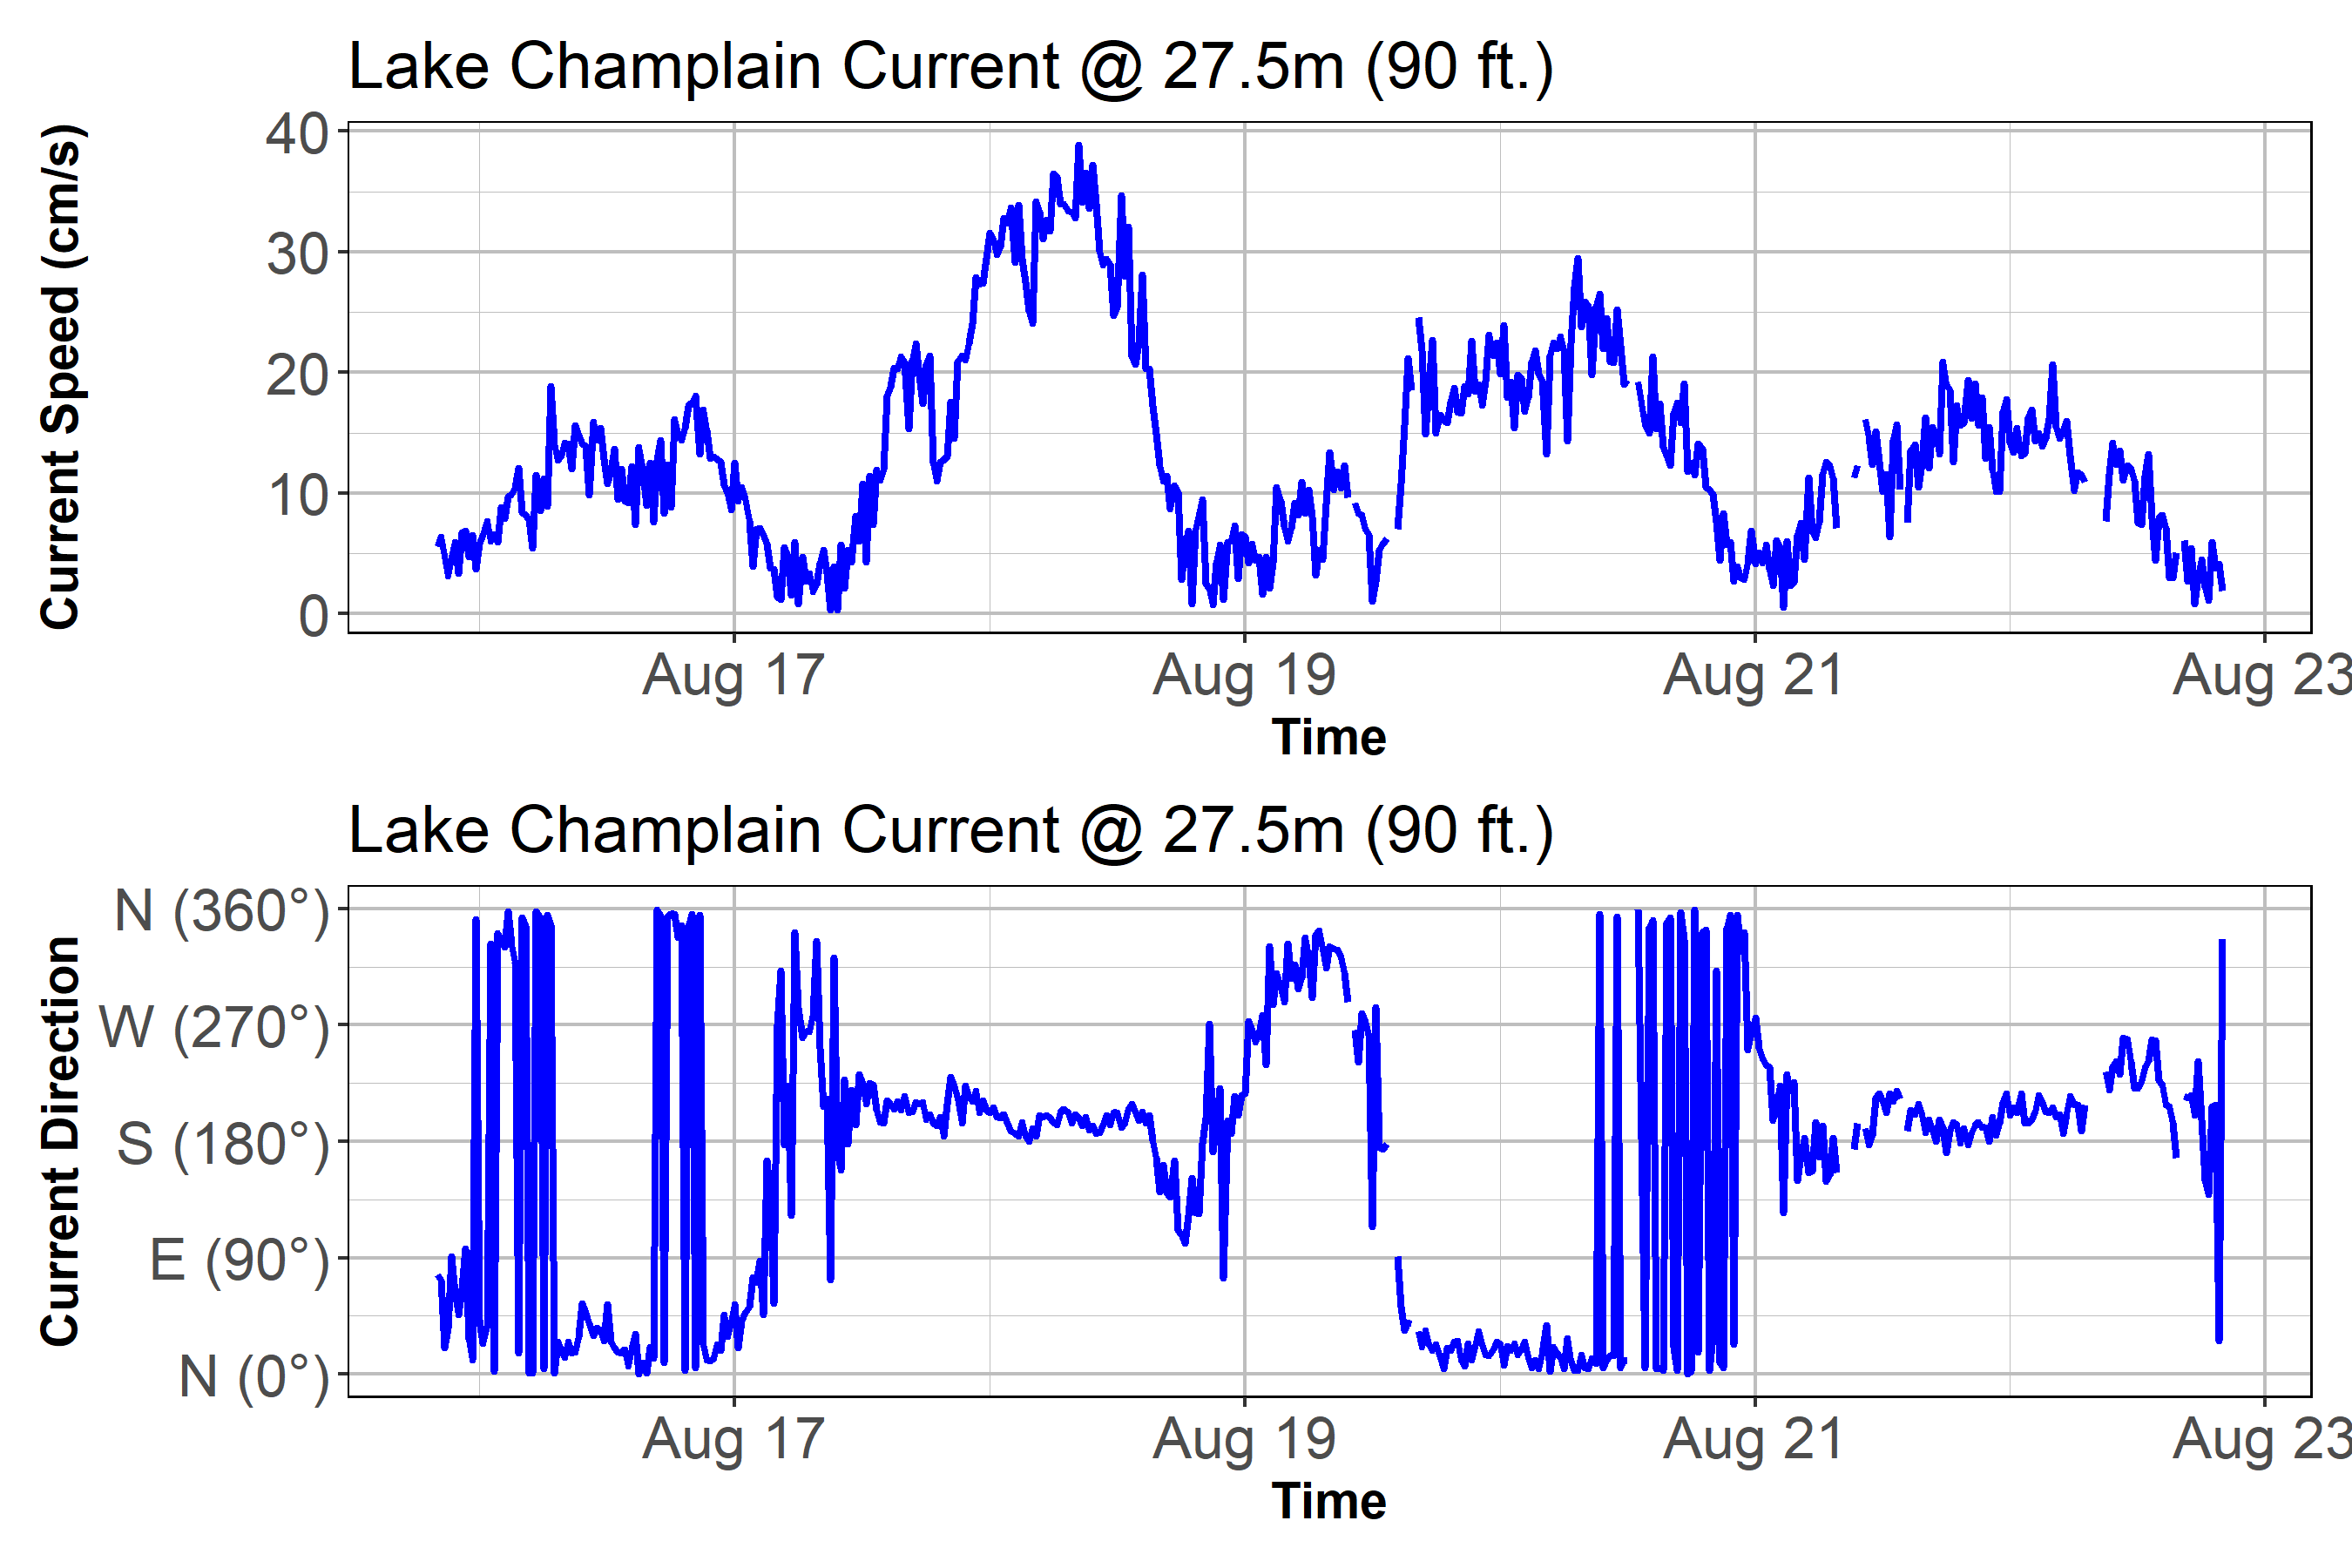 Lake Champlain Current @ 27.5m (90 ft.)
Current Speed (cm/s)
40
30
20
10
0
Aug 17
Aug 19
Aug 21
Aug 23
Time
Lake Champlain Current @ 27.5m (90 ft.)
Current Direction
N (360°)
W (270°)
S (180°)
E (90°)
N (0°)
Aug 17
Aug 19
Aug 21
Aug 23
Time